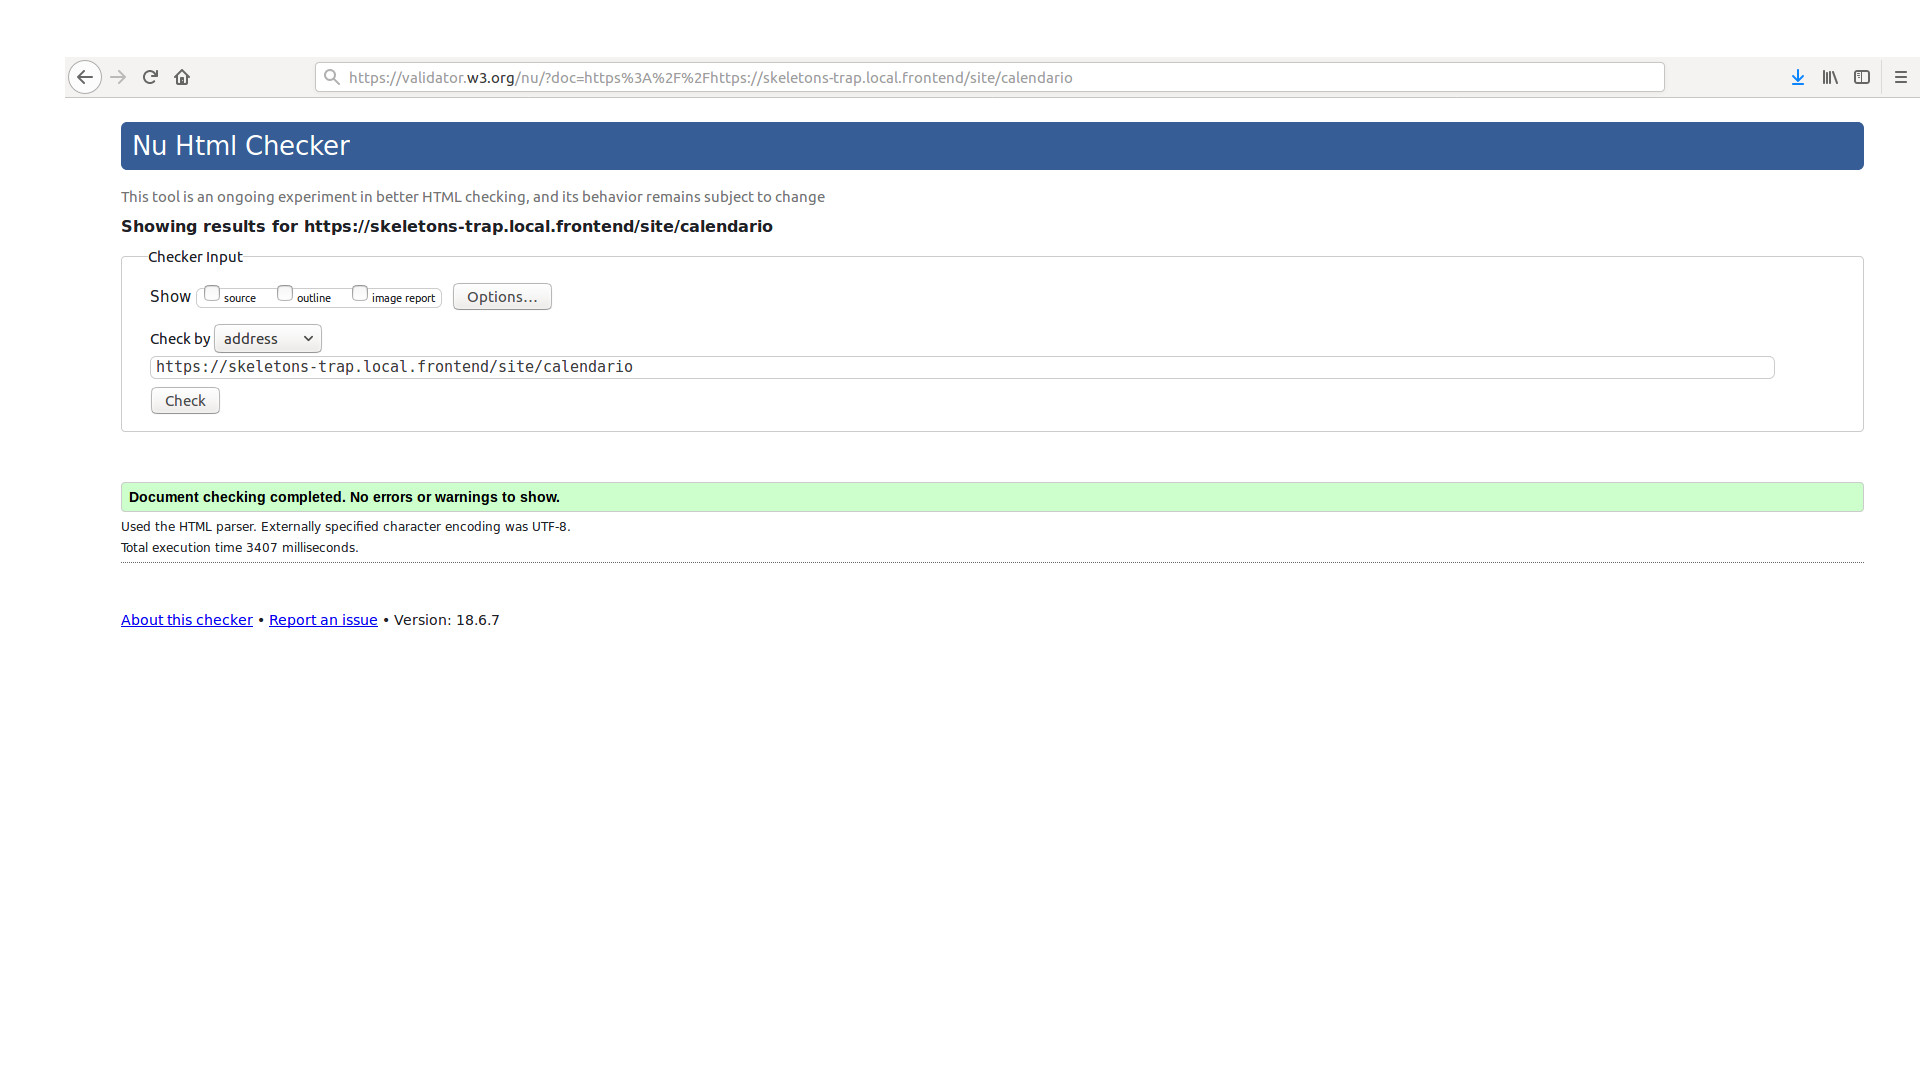 https://validator.w3.org/nu/?doc=https%3A%2F%2Fhttps://skeletons-trap.local.frontend/site/calendario
Nu Html Checker
This tool is an ongoing experiment in better HTML checking, and its behavior remains subject to change
Showing results for https://skeletons-trap.local.frontend/site/calendario
Checker Input
Show source outline image report Options...
Check by address
https://skeletons-trap.local.frontend/site/calendario
Check
Document checking completed. No errors or warnings to show.
Used the HTML parser. Externally specified character encoding was UTF-8.
Total execution time 3407 milliseconds.
About this checker • Report an issue • Version: 18.6.7